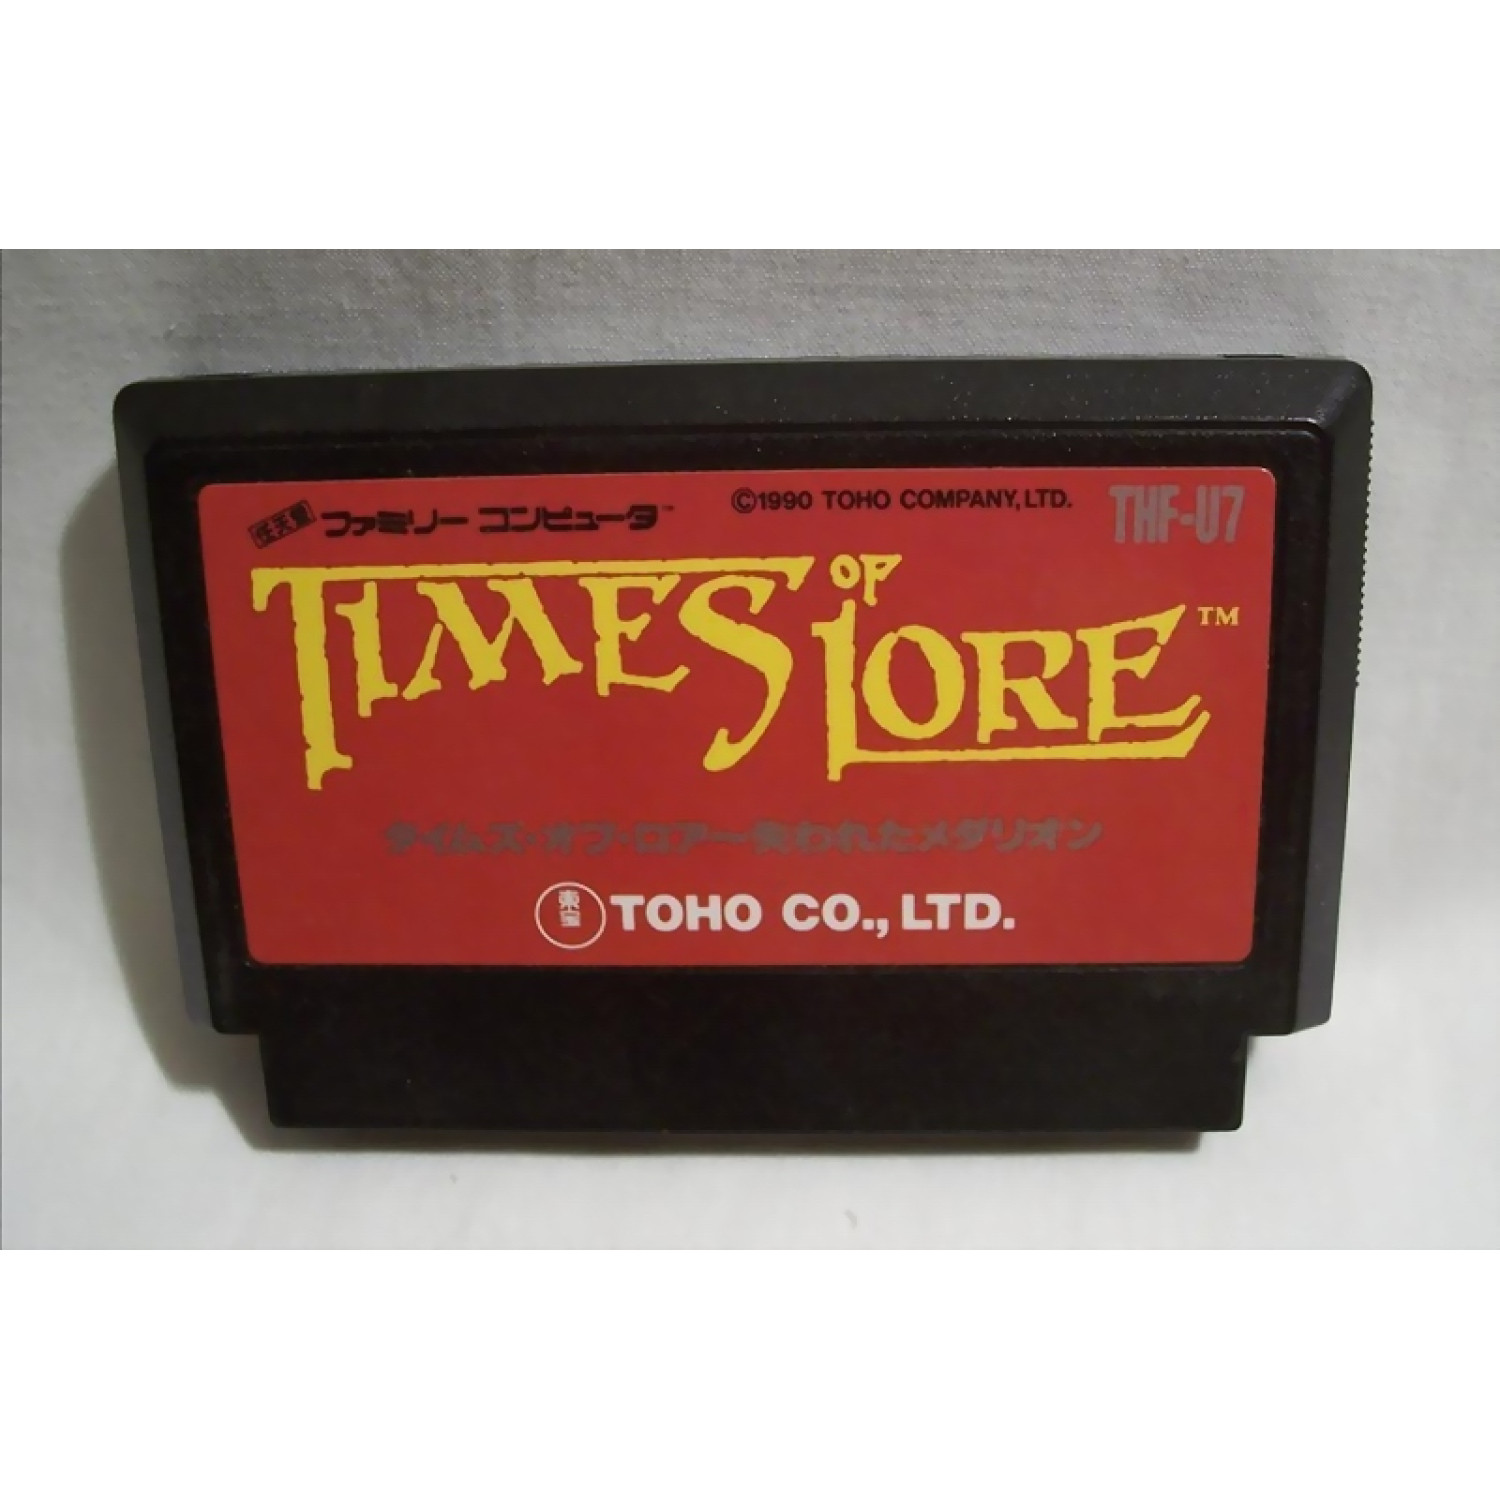 任天堂 ファミリー コンピュータ™
©1990 TOHO COMPANY, LTD.
THF-U7
TIMES OF LORE™
タイムズ・オブ・ロアー失われたメダリオン
東宝 TOHO CO., LTD.